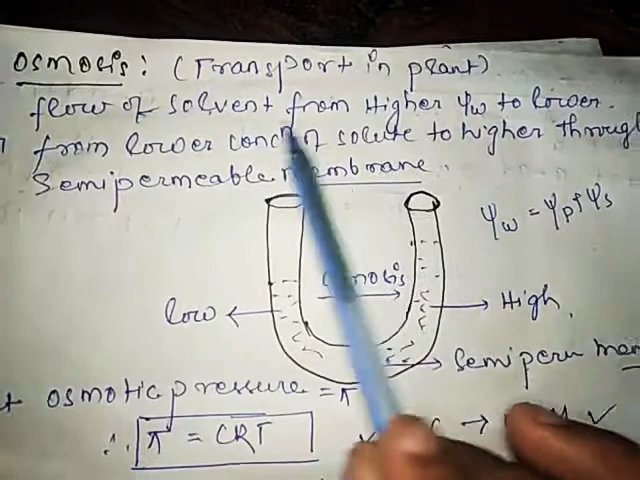 Osmosis: (Transport in plant)
flow of solvent from Higher ψw to lower.
from lower conc of solute to higher through
Semipermeable membrane.
ψw = ψp + ψs
osmosis
low
High
Semiperm mem
osmotic pressure = π
∴ π = CRT